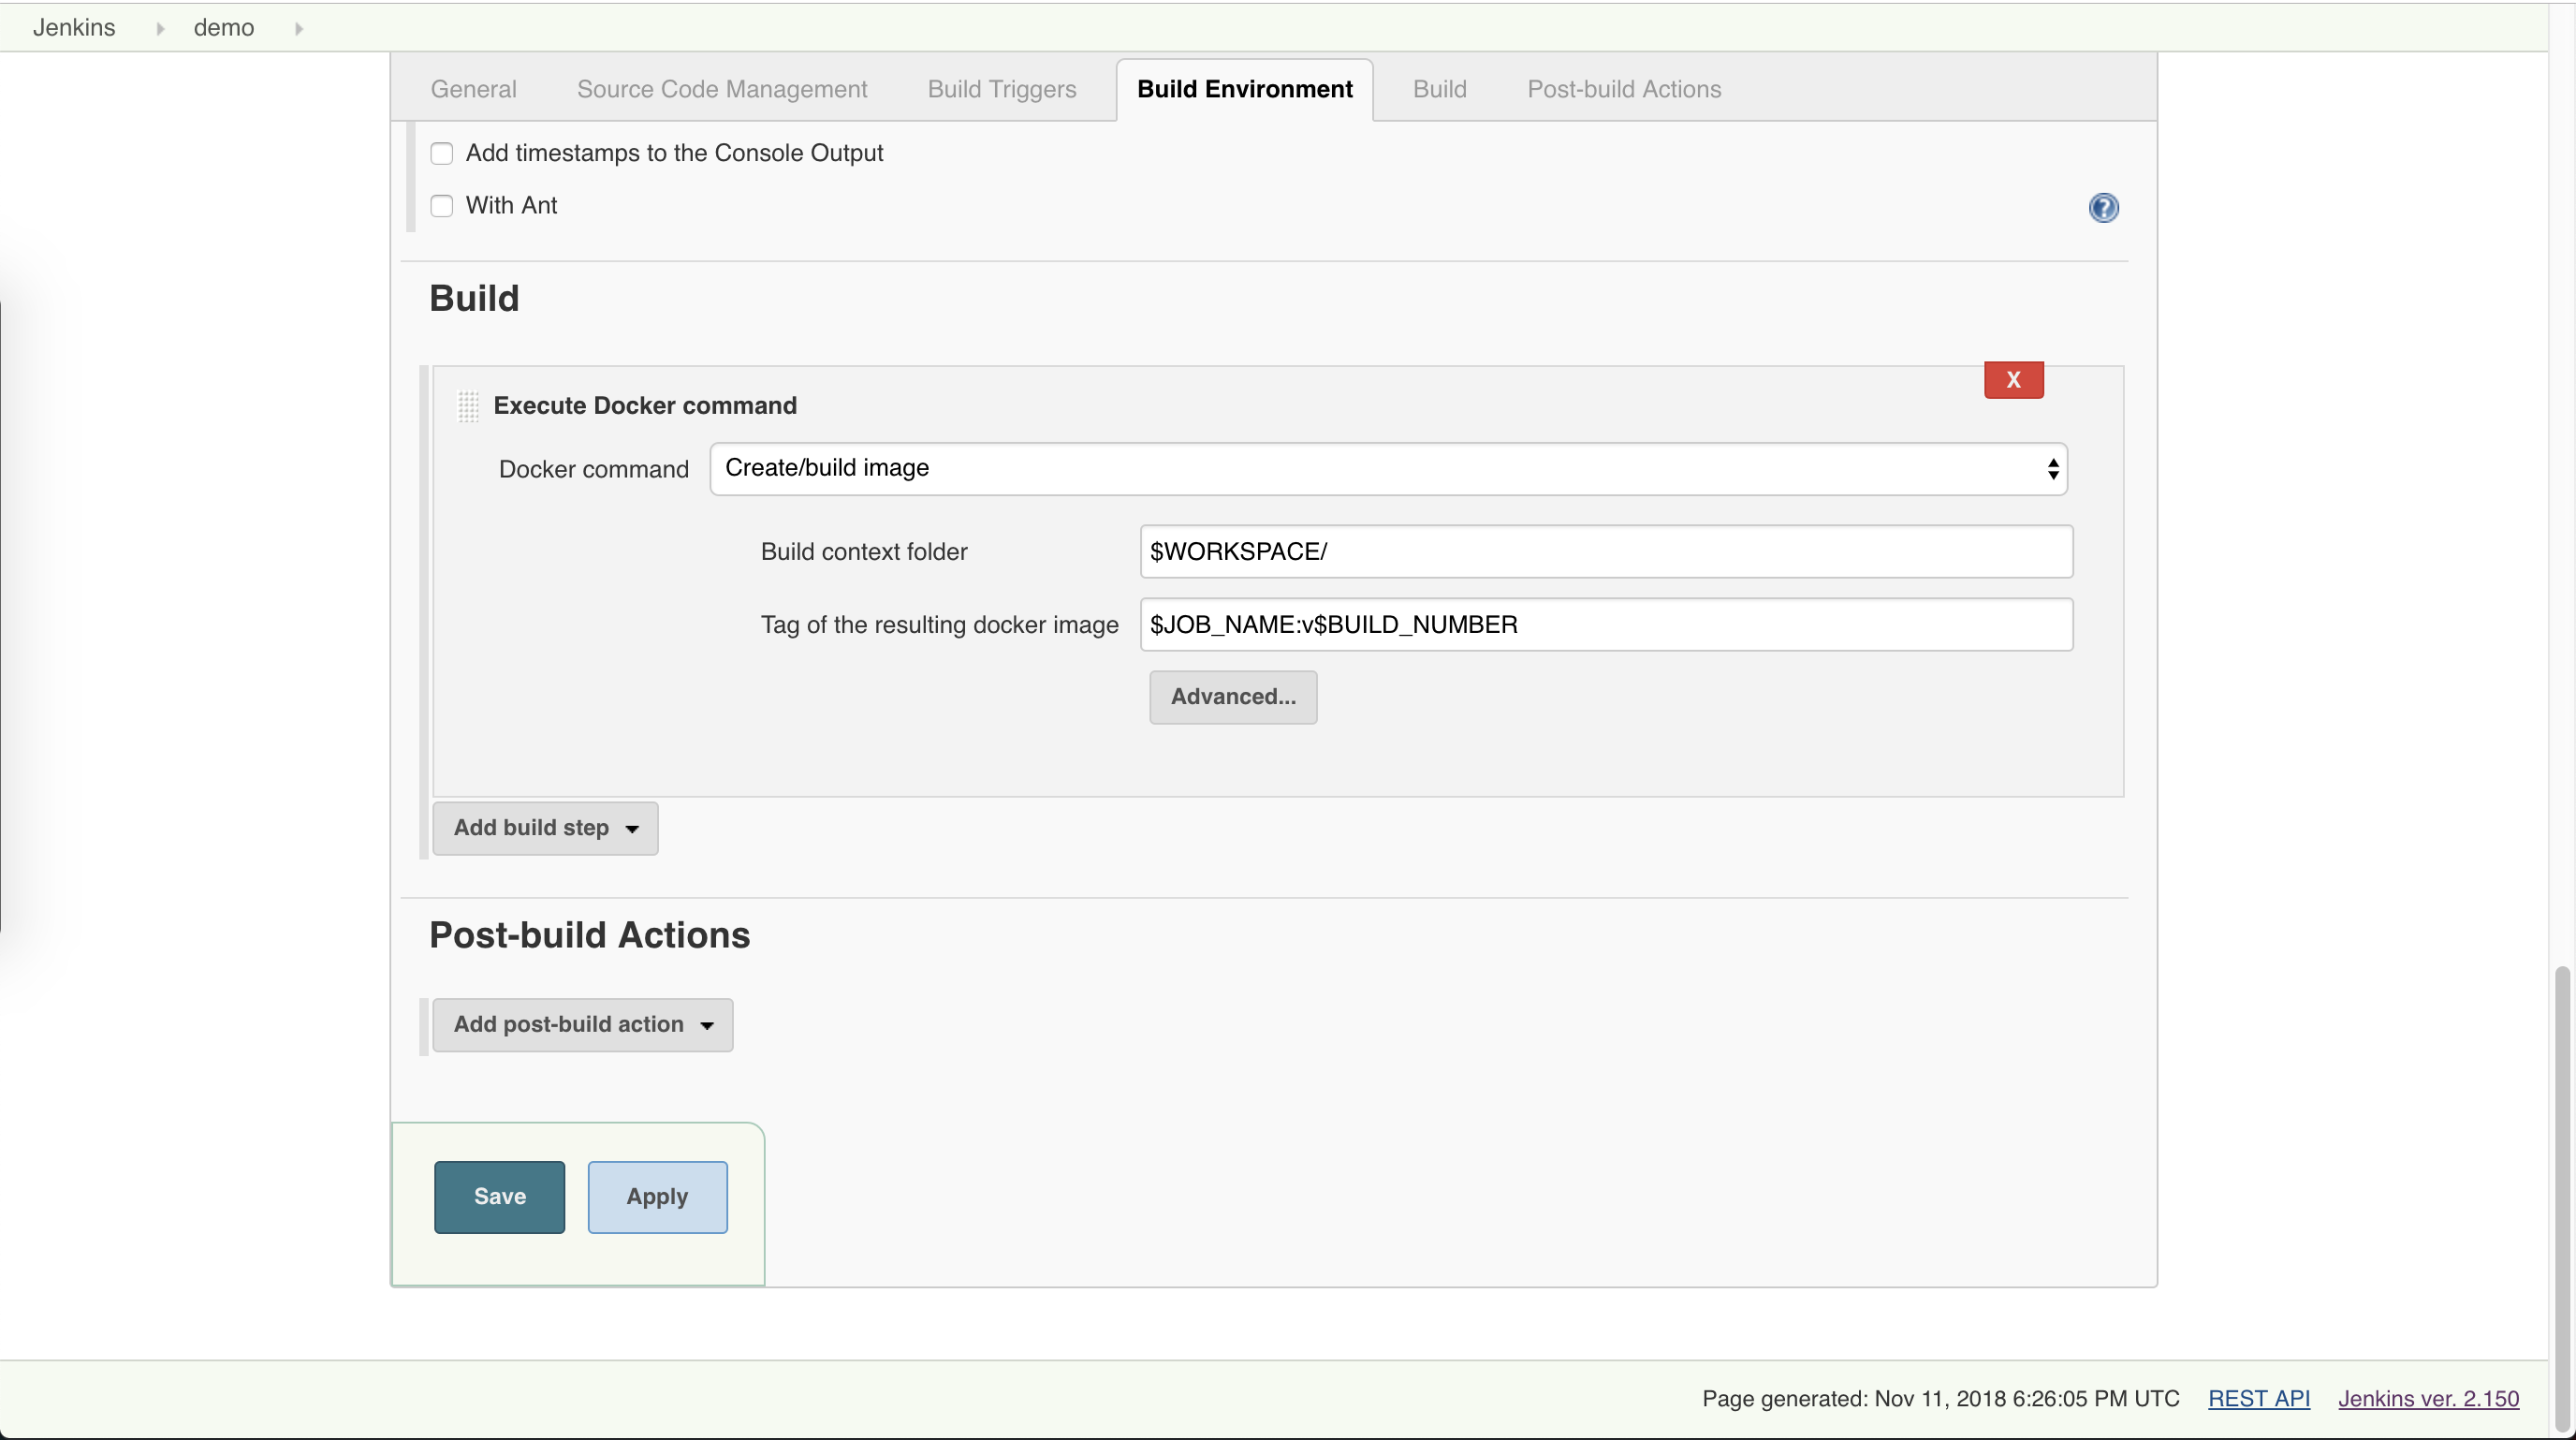 Jenkins demo
General Source Code Management Build Triggers Build Environment Build Post-build Actions
Add timestamps to the Console Output
With Ant
?
Build
X
Execute Docker command
Docker command Create/build image
Build context folder $WORKSPACE/
Tag of the resulting docker image $JOB_NAME:v$BUILD_NUMBER
Advanced...
Add build step
Post-build Actions
Add post-build action
Save Apply
Page generated: Nov 11, 2018 6:26:05 PM UTC REST API Jenkins ver. 2.150